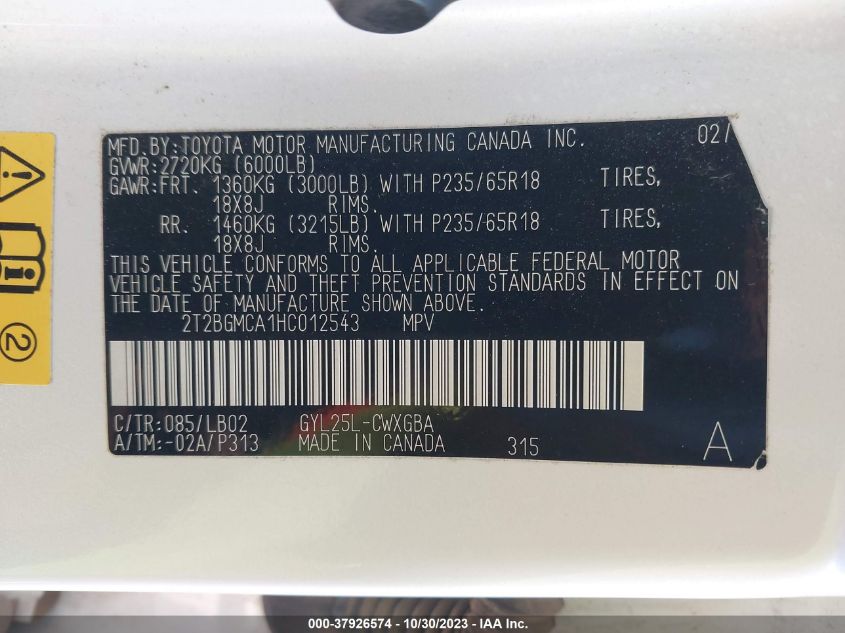 MFD.BY:TOYOTA MOTOR MANUFACTURING CANADA INC. 02/
GVWR:2720KG (6000LB)
GAWR:FRT. 1360KG (3000LB) WITH P235/65R18 TIRES,
18X8J RIMS.
RR. 1460KG (3215LB) WITH P235/65R18 TIRES,
18X8J RIMS.
THIS VEHICLE CONFORMS TO ALL APPLICABLE FEDERAL MOTOR
VEHICLE SAFETY AND THEFT PREVENTION STANDARDS IN EFFECT ON
THE DATE OF MANUFACTURE SHOWN ABOVE.
2T2BGMCA1HC012543 MPV
C/TR:085/LB02 GYL25L-CWXGBA
A/TM:-02A/P313 MADE IN CANADA 315 A
2
000-37926574 - 10/30/2023 - IAA Inc.